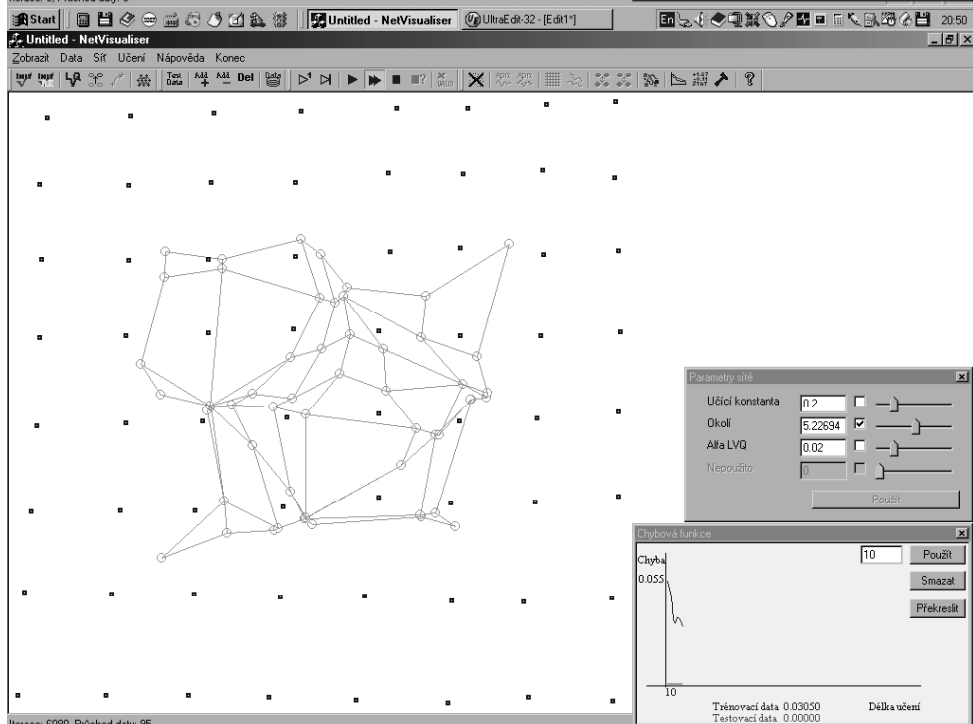 Start
Untitled - NetVisualiser
UltraEdit-32 - [Edit1*]
En
20:50
Untitled - NetVisualiser
Zobrazit Data Síť Učení Nápověda Konec
LVQ Test Data Add Add Del Data
Parametry sítě
Učící konstanta 0.2
Okolí 5.22694
Alfa LVQ 0.02
Nepoužito 0
Použít
Chybová funkce
Chyba
0.055
10
Použít
Smazat
Překreslit
10
Trénovací data 0.03050 Délka učení
Testovací data 0.00000